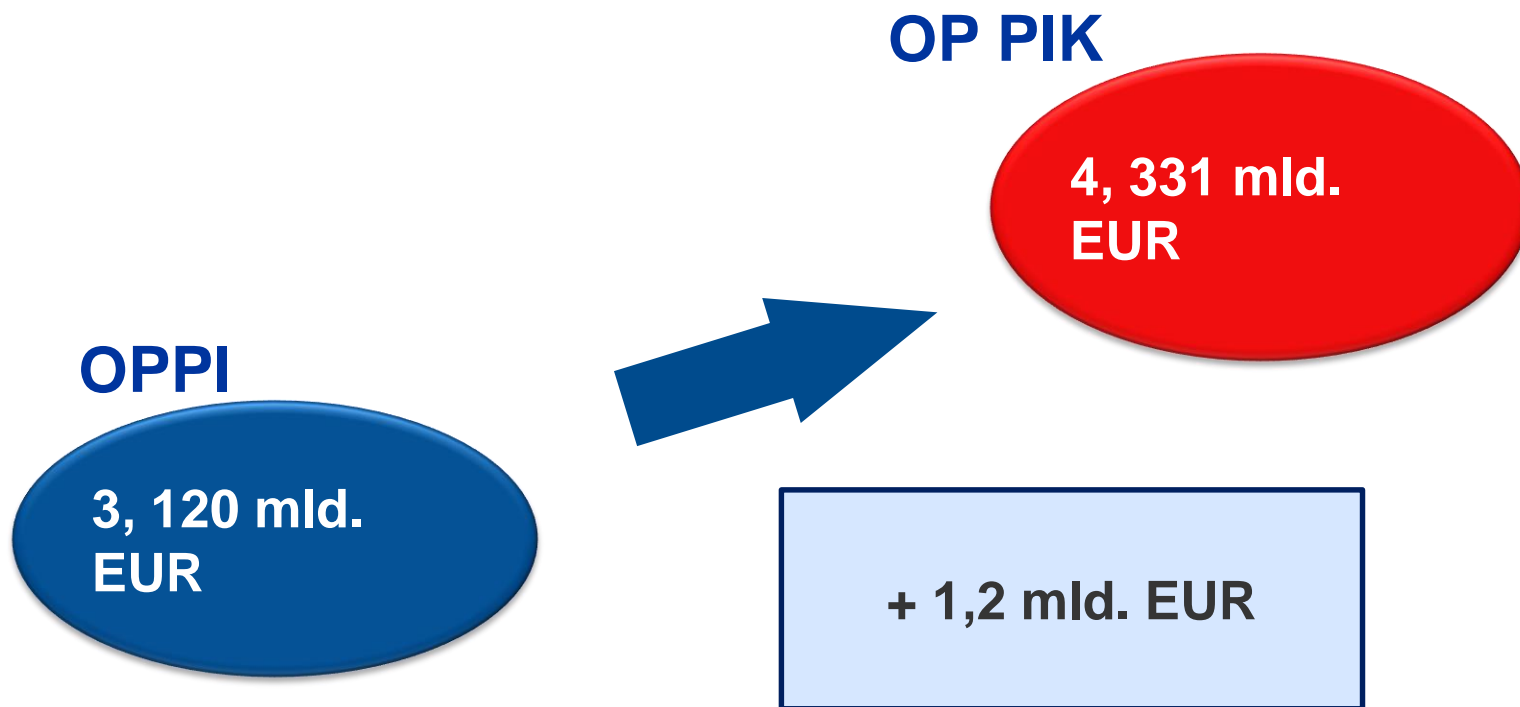 OP PIK
4, 331 mld.
EUR
OPPI
3, 120 mld.
EUR
+ 1,2 mld. EUR